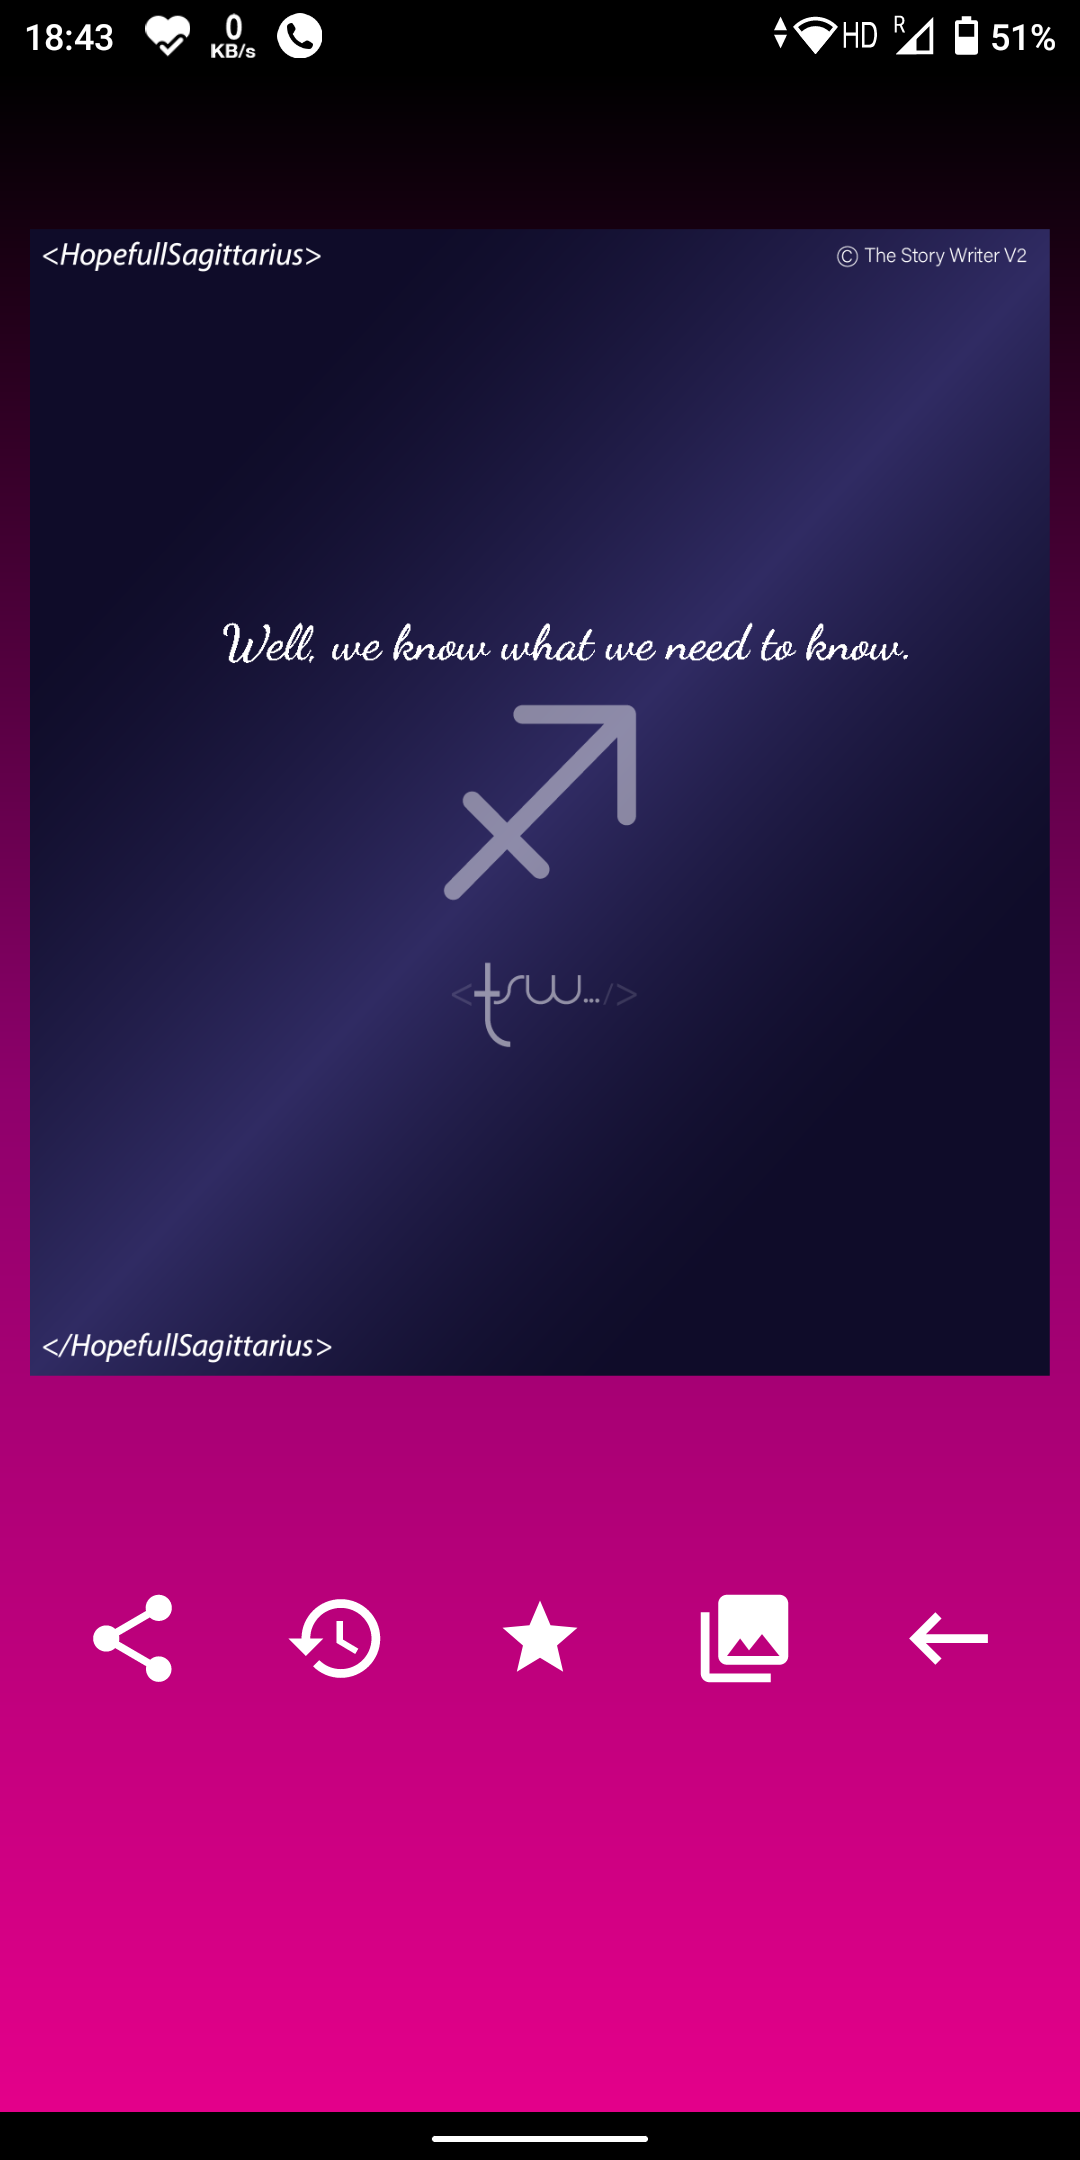 18:43
0
KB/s
HD
R
51%
<HopefullSagittarius>
© The Story Writer V2
Well, we know what we need to know.
<tsw.../>
</HopefullSagittarius>